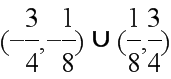 (-3/4, -1/8) ∪ (1/8, 3/4)